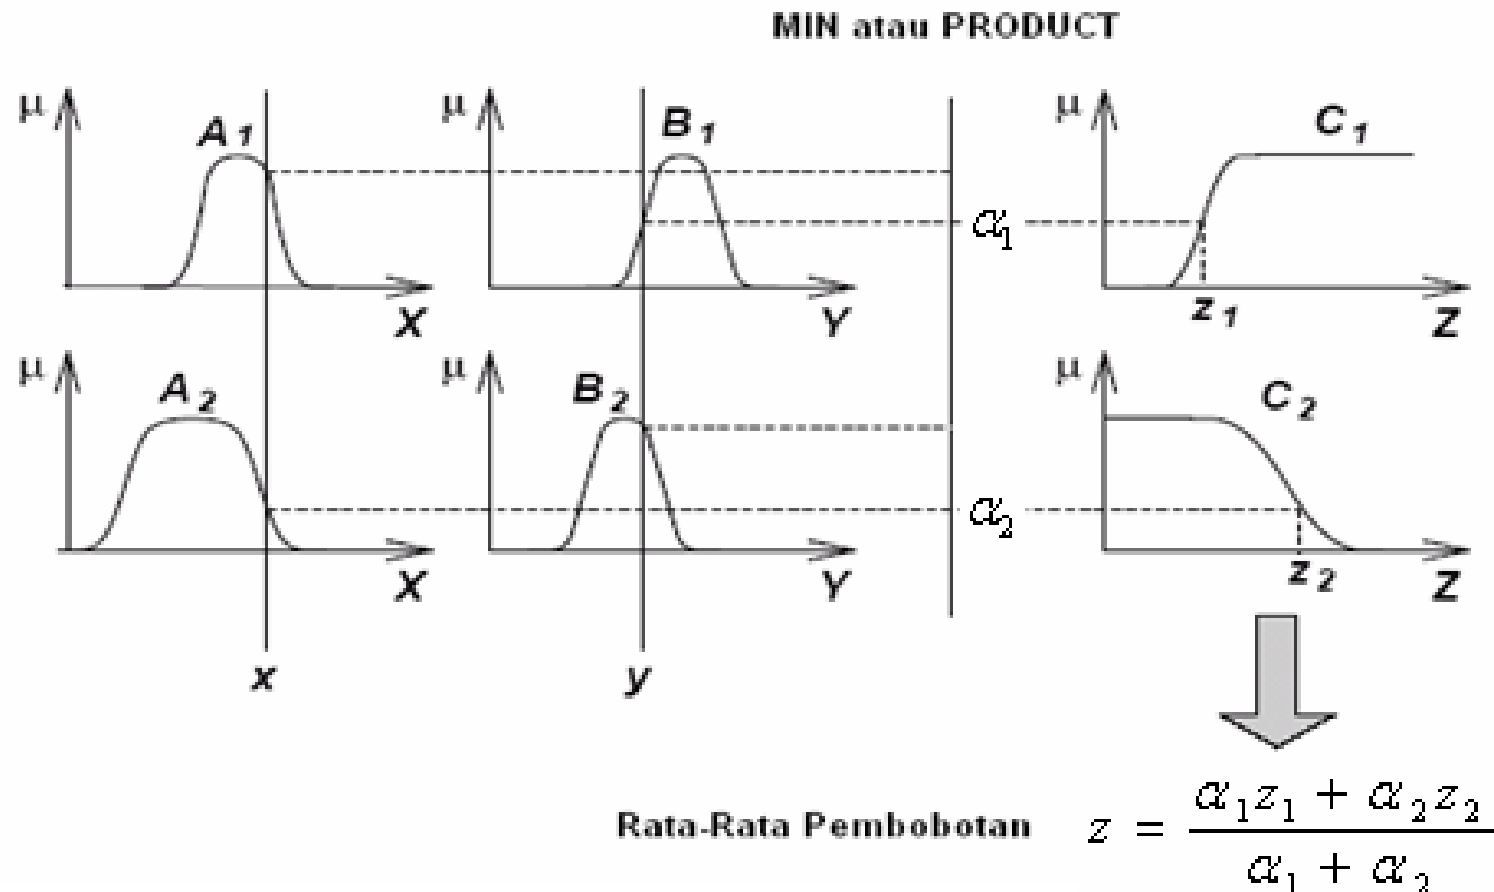 MIN atau PRODUCT
μ A₁ μ B₁ μ C₁
α₁
X Y z₁ Z
μ A₂ μ B₂ μ C₂
α₂
X Y z₂ Z
x y
Rata-Rata Pembobotan z = (α₁z₁ + α₂z₂) / (α₁ + α₂)